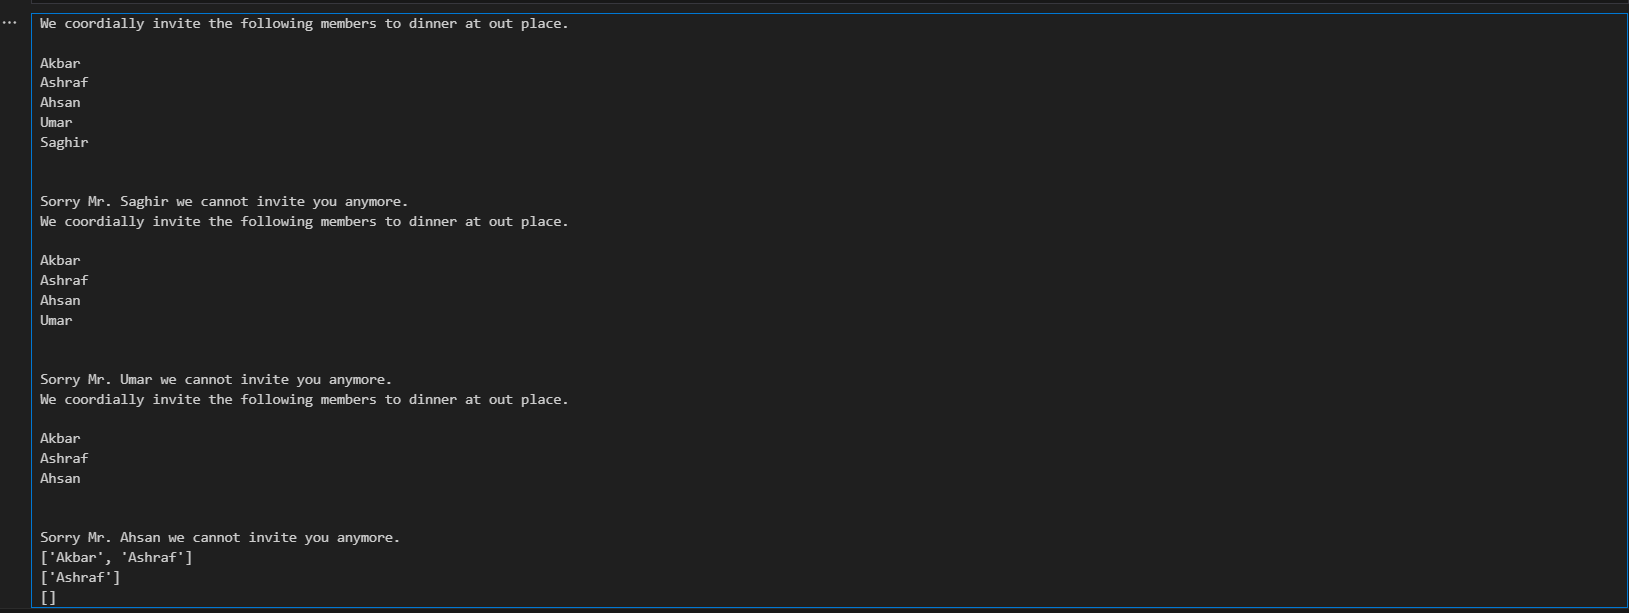 We coordially invite the following members to dinner at out place.
Akbar
Ashraf
Ahsan
Umar
Saghir
Sorry Mr. Saghir we cannot invite you anymore.
We coordially invite the following members to dinner at out place.
Akbar
Ashraf
Ahsan
Umar
Sorry Mr. Umar we cannot invite you anymore.
We coordially invite the following members to dinner at out place.
Akbar
Ashraf
Ahsan
Sorry Mr. Ahsan we cannot invite you anymore.
['Akbar', 'Ashraf']
['Ashraf']
[]